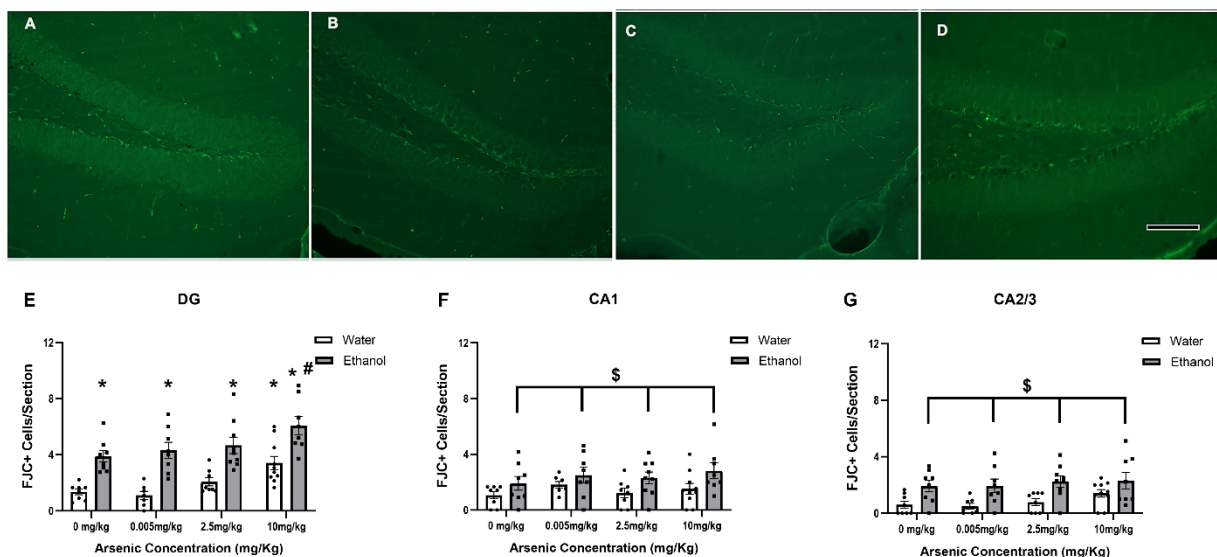 A
B
C
D
E
DG
Water
Ethanol
FJC+ Cells/Section
12
8
4
0
*
*
*
*
* #
0 mg/kg 0.005mg/kg 2.5mg/kg 10mg/kg
Arsenic Concentration (mg/Kg)
F
CA1
Water
Ethanol
FJC+ Cells/Section
12
8
4
0
$
0 mg/kg 0.005mg/kg 2.5mg/kg 10mg/kg
Arsenic Concentration (mg/Kg)
G
CA2/3
Water
Ethanol
FJC+ Cells/Section
12
8
4
0
$
0 mg/kg 0.005mg/kg 2.5mg/kg 10mg/kg
Arsenic Concentration (mg/Kg)